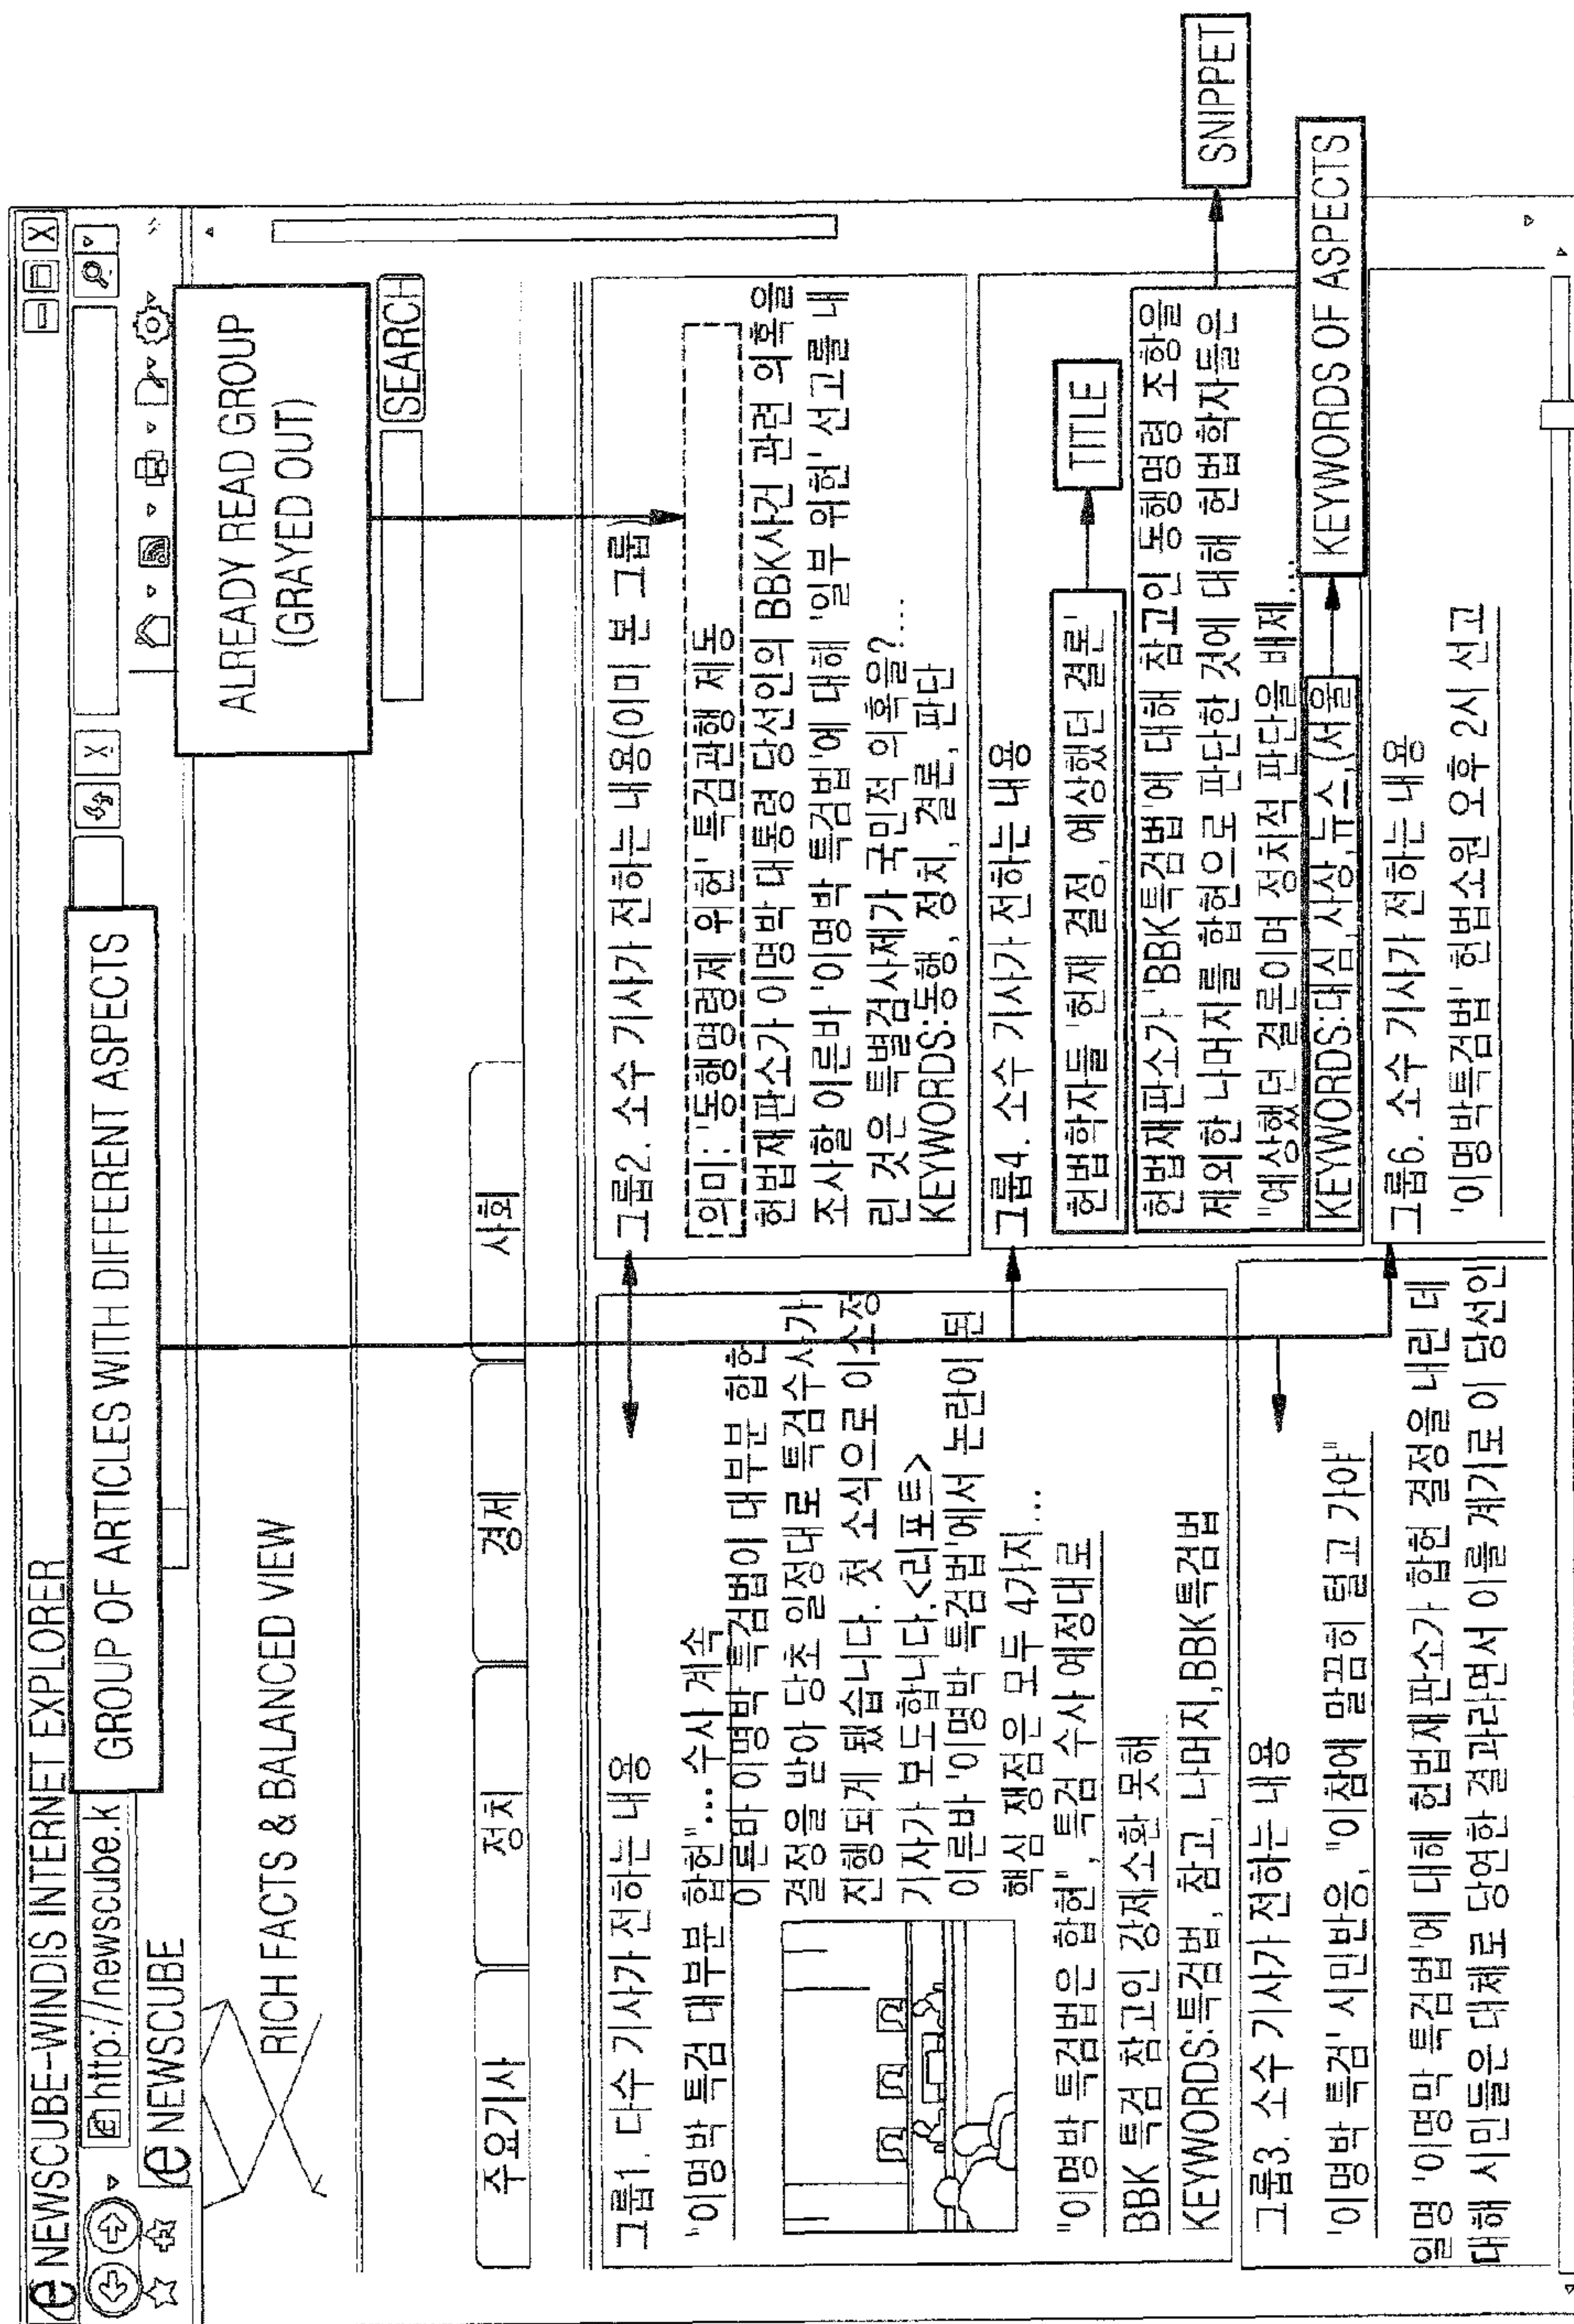 NEWSCUBE-WINDIS INTERNET EXPLORER
http://newscube.k
GROUP OF ARTICLES WITH DIFFERENT ASPECTS
NEWSCUBE
ALREADY READ GROUP
(GRAYED OUT)
RICH FACTS & BALANCED VIEW
SEARCH
주요기사
정치
경제
사회
그룹1. 다수 기사가 전하는 내용
"이명박 특검 대부분 합헌"... 수사 계속
이른바 이명박 특검법이 대부분 합헌
결정을 받아 당초 일정대로 특검수사가
진행되게 됐습니다. 첫 소식으로 이소정
기자가 보도합니다.<리포트>
이른바 '이명박 특검법'에서 논란이 된
핵심 쟁점은 모두 4가지...
"이명박 특검법은 합헌", 특검 수사 예정대로
BBK 특검 참고인 강제소환 못해
KEYWORDS:특검법, 참고, 나머지,BBK특검법
그룹2. 소수 기사가 전하는 내용(이미 본 그룹)
의미: '동행명령제 위헌' 특검관행 제동
헌법재판소가 이명박 대통령 당선인의 BBK사건 관련 의혹을
조사할 이른바 '이명박 특검법'에 대해 '일부 위헌' 선고를 내
린 것은 특별검사제가 국민적 의혹을?...
KEYWORDS:동행, 정치, 결론, 판단
그룹3. 소수 기사가 전하는 내용
'이명박 특검' 시민반응, "이참에 말끔히 털고 가야"
일명 '이명박 특검법'에 대해 헌법재판소가 합헌 결정을 내린 데
대해 시민들은 대체로 당연한 결과라면서 이를 계기로 이 당선인
그룹4. 소수 기사가 전하는 내용
헌법학자들 '헌재 결정, 예상했던 결론'
TITLE
헌법재판소가 'BBK특검법'에 대해 참고인 동행명령 조항을
제외한 나머지를 합헌으로 판단한 것에 대해 헌법학자들은
"예상했던 결론이며 정치적 판단을 배제...
SNIPPET
KEYWORDS:대심,사상,뉴스,(서울
KEYWORDS OF ASPECTS
그룹6. 소수 기사가 전하는 내용
'이명박특검법' 헌법소원 오후 2시 선고